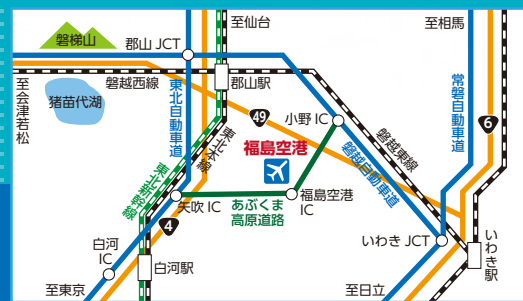 至仙台
至相馬
磐梯山
郡山 JCT
磐越西線
郡山駅
猪苗代湖
至会津若松
東北自動車道
常磐自動車道
49
小野 IC
6
東北本線
福島空港
磐越東線
磐越自動車道
東北新幹線
矢吹 IC
あぶくま
高原道路
福島空港
IC
4
白河
IC
いわき JCT
いわき駅
白河駅
至東京
至日立